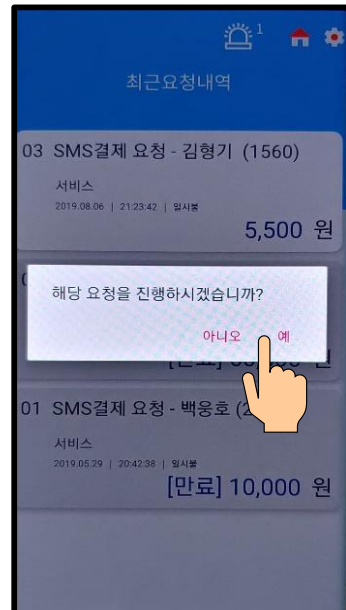 1
최근요청내역
03 SMS결제 요청 - 김형기 (1560)
서비스
2019.08.06 | 21:23:42 | 일시불
5,500 원
해당 요청을 진행하시겠습니까?
아니오 예
01 SMS결제 요청 - 백웅호
서비스
2019.05.29 | 20:42:38 | 일시불
[만료] 10,000 원